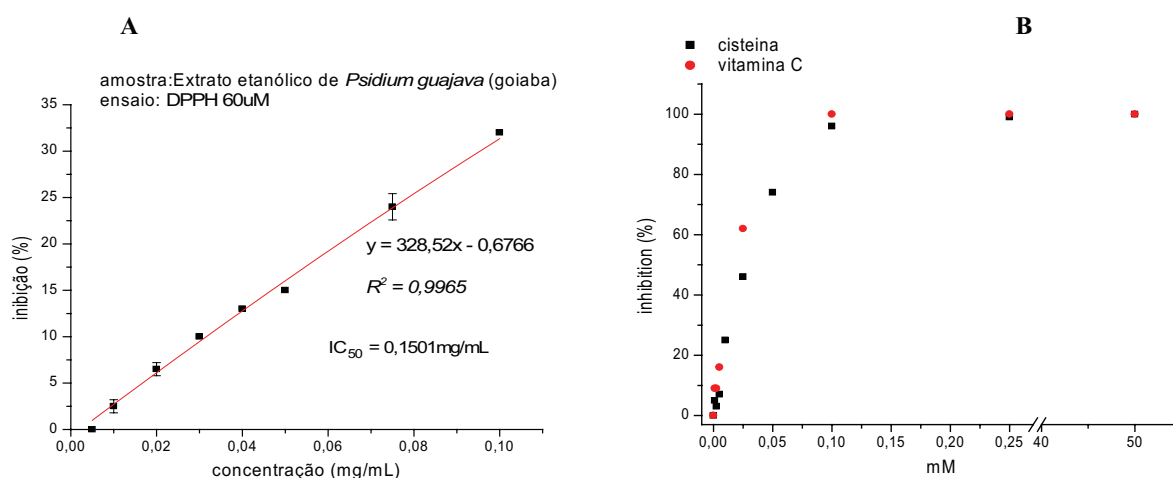 A
amostra:Extrato etanólico de Psidium guajava (goiaba)
ensaio: DPPH 60uM
inibição (%)
35
30
25
20
15
10
5
0
y = 328,52x - 0,6766
R² = 0,9965
IC₅₀ = 0,1501mg/mL
0,00 0,02 0,04 0,06 0,08 0,10
concentração (mg/mL)
B
cisteina
vitamina C
inhibition (%)
100
80
60
40
20
0
0,00 0,05 0,10 0,15 0,20 0,25 40 50
mM